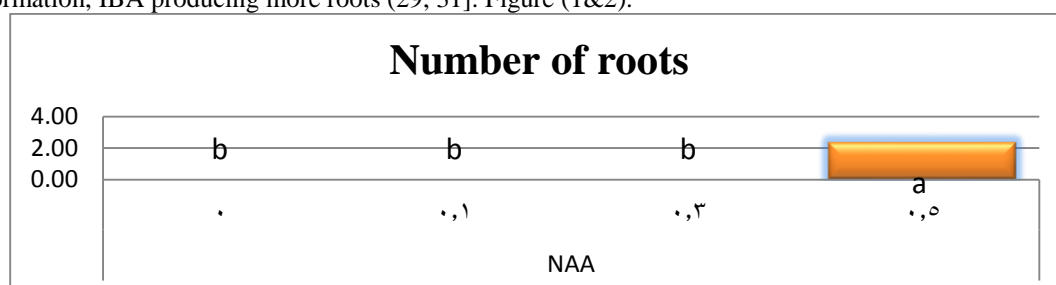 formation, IBA producing more roots (29, 31]. Figure (1&2).
Number of roots
4.00
2.00
0.00
b b b a
٠ ٠,١ ٠,٣ ٠,٥
NAA